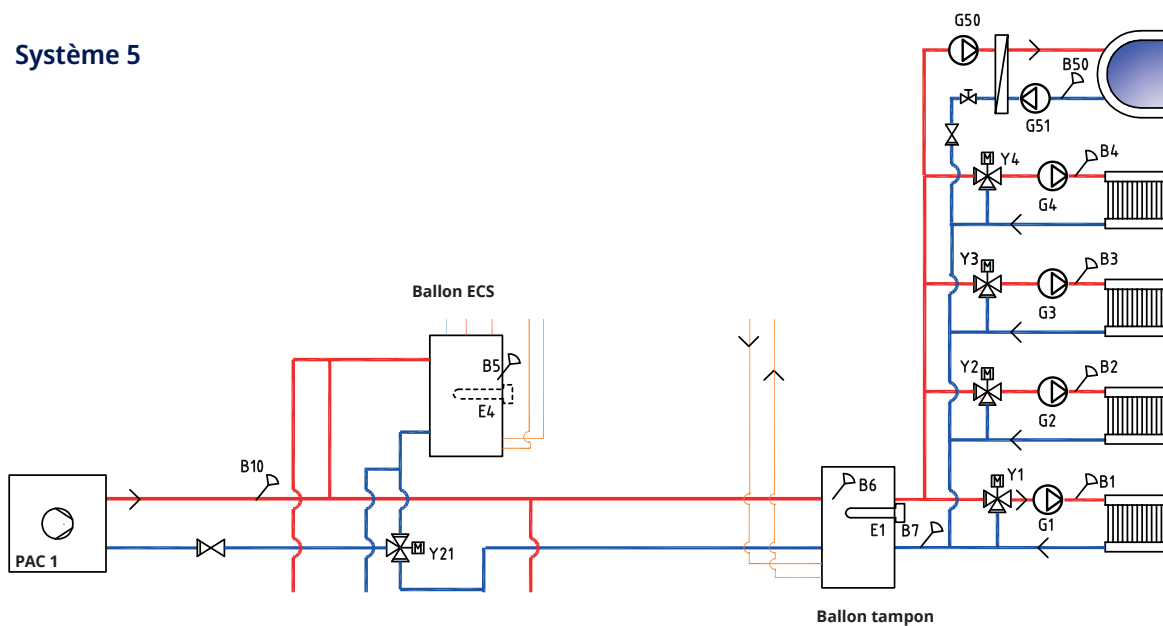 G50
Système 5
B50
G51
B4
Y4
M
G4
B3
Y3
M
G3
Ballon ECS
B2
Y2
M
B5
E4
G2
B10
B1
Y1
M
B6
E1
B7
G1
PAC 1
M
Y21
Ballon tampon